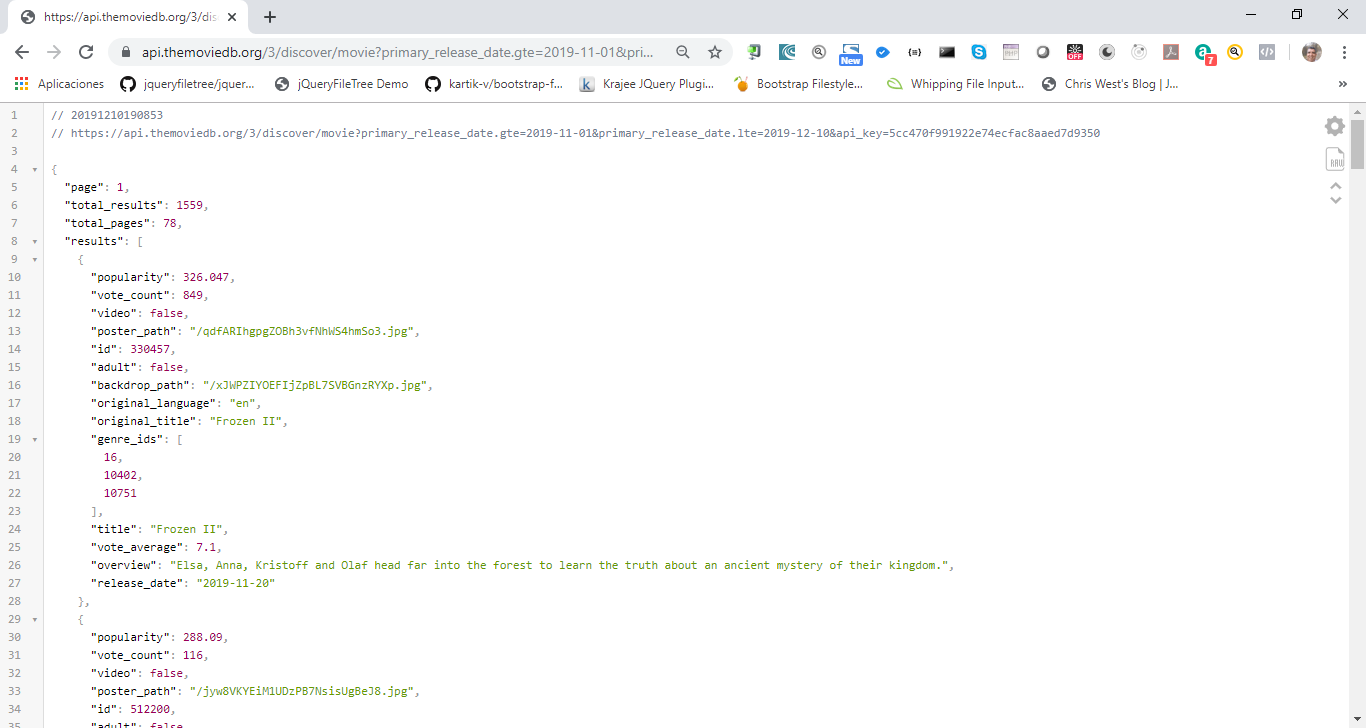 https://api.themoviedb.org/3/dis
api.themoviedb.org/3/discover/movie?primary_release_date.gte=2019-11-01&pri...
New
OFF
7
Aplicaciones
jqueryfiletree/jquer...
jQueryFileTree Demo
kartik-v/bootstrap-f...
Krajee JQuery Plugi...
Bootstrap Filestyle...
Whipping File Input...
Chris West's Blog | J...
»
1 // 20191210190853
2 // https://api.themoviedb.org/3/discover/movie?primary_release_date.gte=2019-11-01&primary_release_date.lte=2019-12-10&api_key=5cc470f991922e74ecfac8aaed7d9350
3
4 {
5 "page": 1,
6 "total_results": 1559,
7 "total_pages": 78,
8 "results": [
9 {
10 "popularity": 326.047,
11 "vote_count": 849,
12 "video": false,
13 "poster_path": "/qdfARIhgpgZOBh3vfNhWS4hmSo3.jpg",
14 "id": 330457,
15 "adult": false,
16 "backdrop_path": "/xJWPZIYOEFIjZpBL7SVBGnzRYXp.jpg",
17 "original_language": "en",
18 "original_title": "Frozen II",
19 "genre_ids": [
20 16,
21 10402,
22 10751
23 ],
24 "title": "Frozen II",
25 "vote_average": 7.1,
26 "overview": "Elsa, Anna, Kristoff and Olaf head far into the forest to learn the truth about an ancient mystery of their kingdom.",
27 "release_date": "2019-11-20"
28 },
29 {
30 "popularity": 288.09,
31 "vote_count": 116,
32 "video": false,
33 "poster_path": "/jyw8VKYEiM1UDzPB7NsisUgBeJ8.jpg",
34 "id": 512200,
35 "adult": false,
RAW